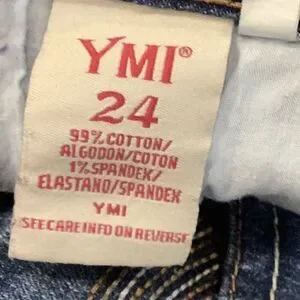 YMI®
24
99% COTTON/
ALGODON/COTON
1% SPANDEX/
ELASTANO/SPANDEX
YMI
SEE CARE INFO ON REVERSE